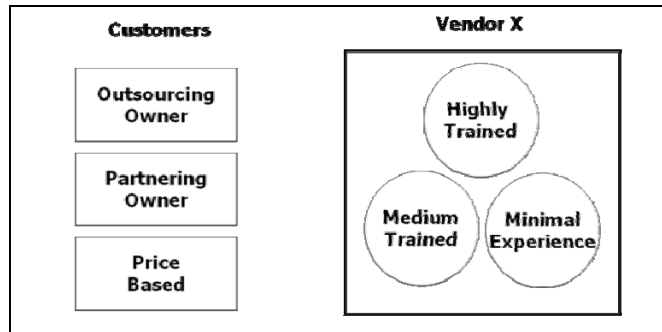 Customers
Outsourcing
Owner
Partnering
Owner
Price
Based
Vendor X
Highly
Trained
Medium
Trained
Minimal
Experience